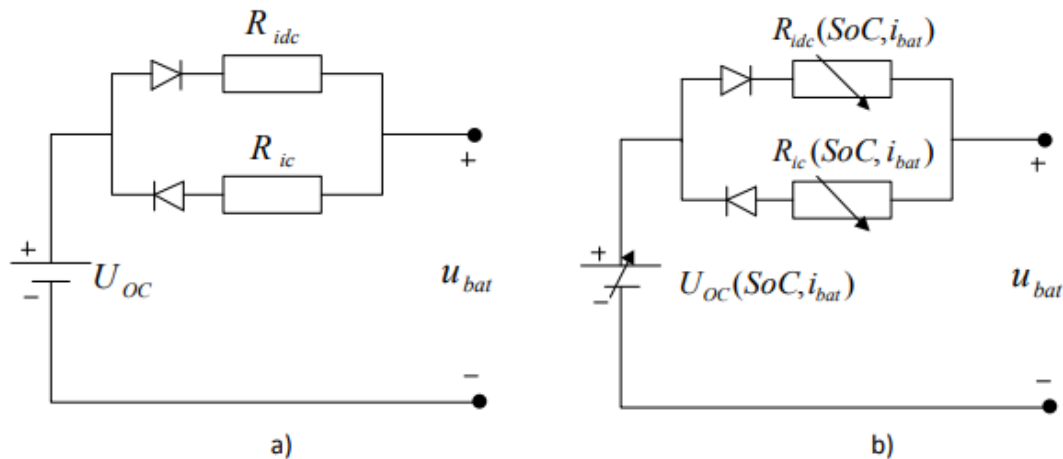 R idc
R ic
+
−
U OC
u bat
+
−
a)
R idc (SoC, i bat)
R ic (SoC, i bat)
+
−
U OC (SoC, i bat)
u bat
+
−
b)